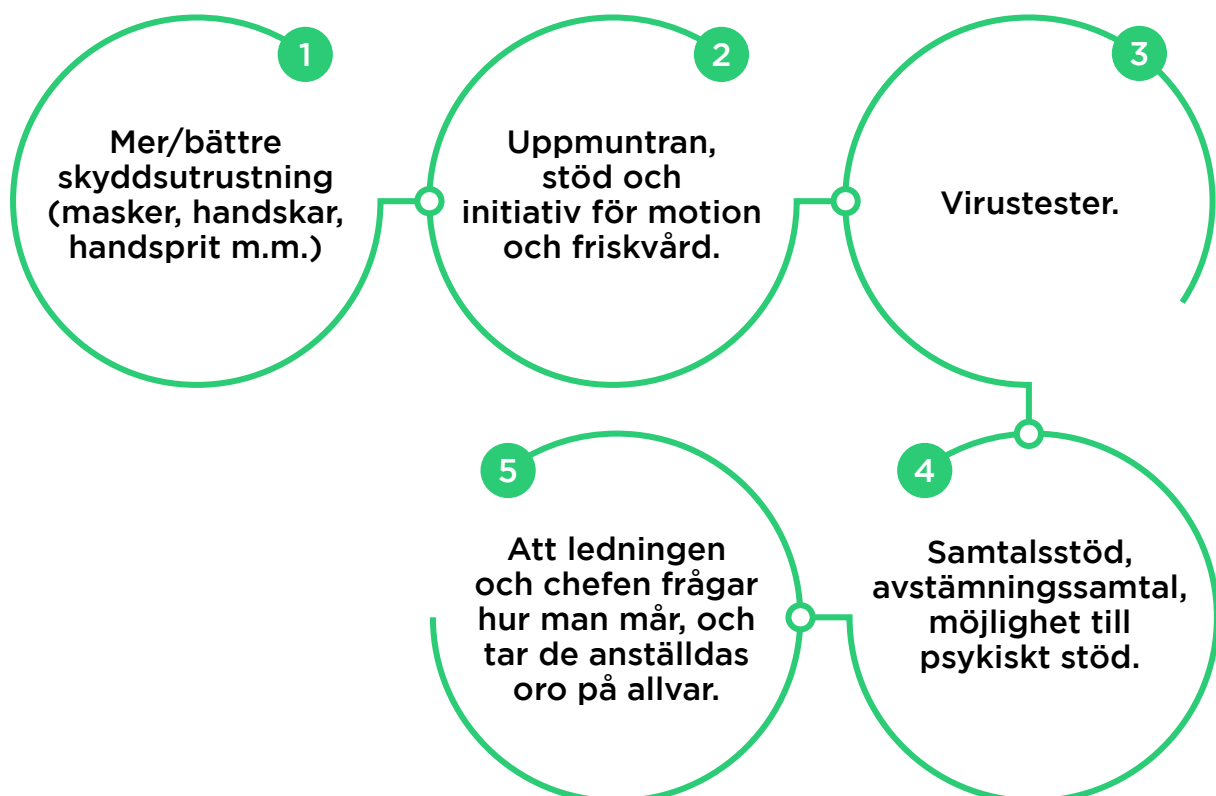 1
Mer/bättre
skyddsutrustning
(masker, handskar,
handsprit m.m.)
2
Uppmuntran,
stöd och
initiativ för motion
och friskvård.
3
Virustester.
4
Samtalsstöd,
avstämningssamtal,
möjlighet till
psykiskt stöd.
5
Att ledningen
och chefen frågar
hur man mår, och
tar de anställdas
oro på allvar.